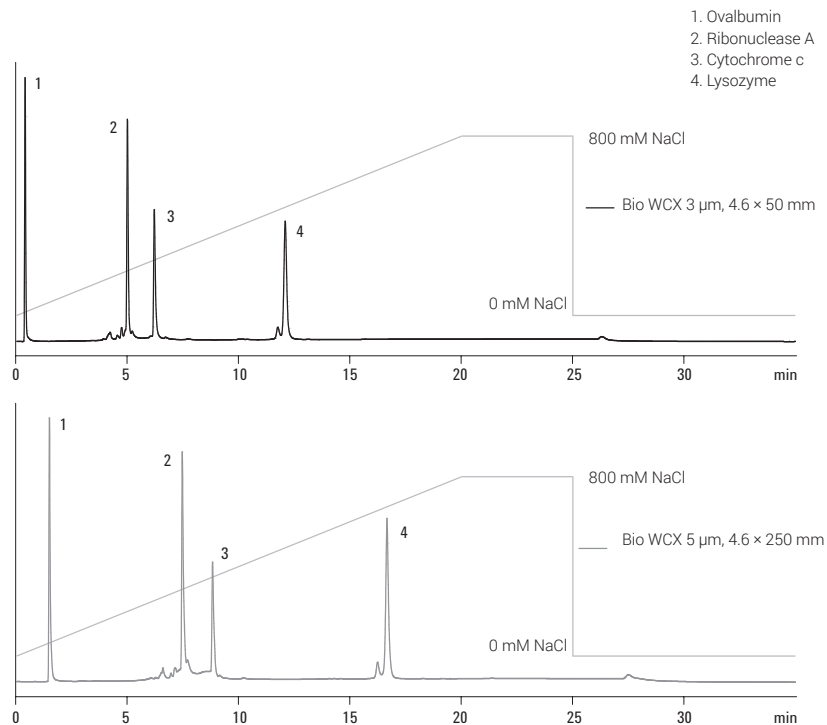 1. Ovalbumin
2. Ribonuclease A
3. Cytochrome c
4. Lysozyme
1
2
3
4
800 mM NaCl
Bio WCX 3 µm, 4.6 × 50 mm
0 mM NaCl
0 5 10 15 20 25 30 min
1
2
3
4
800 mM NaCl
Bio WCX 5 µm, 4.6 × 250 mm
0 mM NaCl
0 5 10 15 20 25 30 min